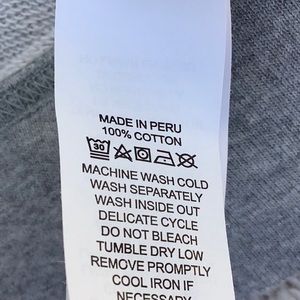 MADE IN PERU
100% COTTON
30
MACHINE WASH COLD
WASH SEPARATELY
WASH INSIDE OUT
DELICATE CYCLE
DO NOT BLEACH
TUMBLE DRY LOW
REMOVE PROMPTLY
COOL IRON IF
NECESSARY